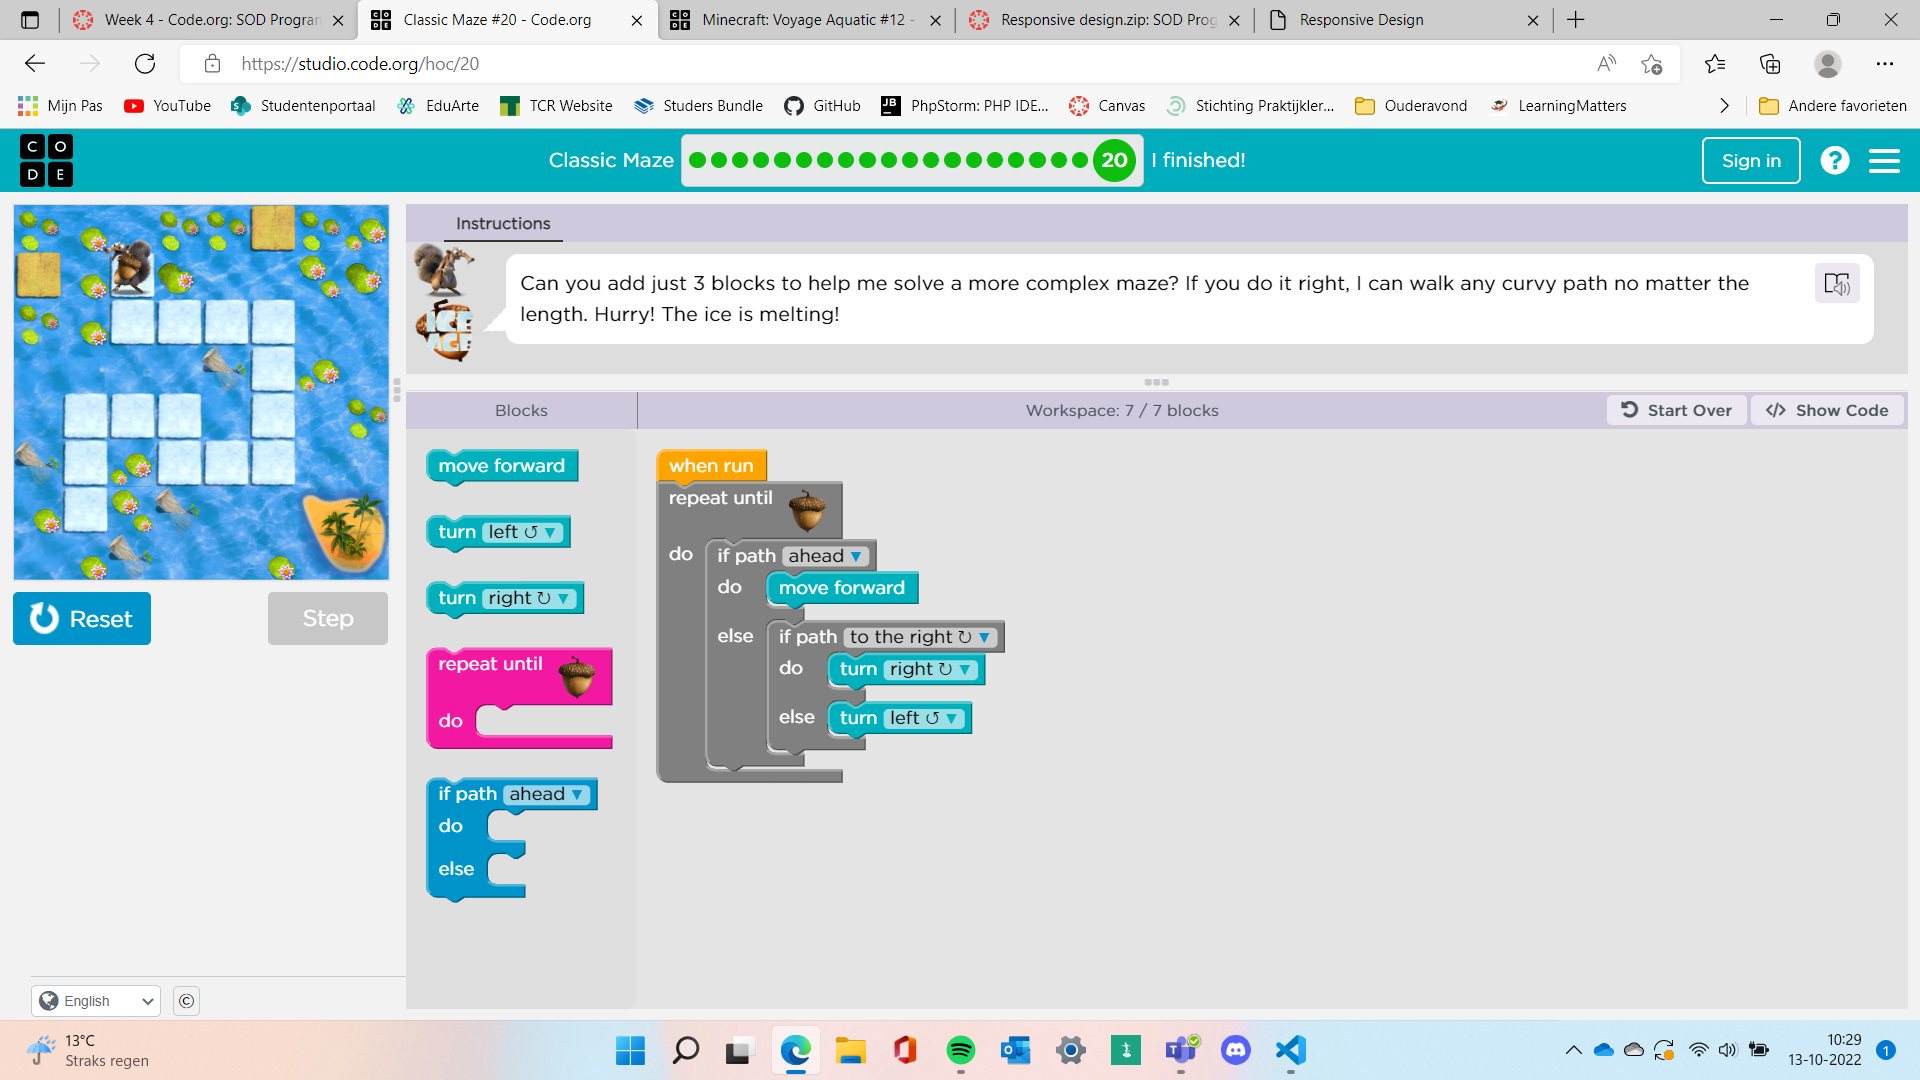 Week 4 - Code.org: SOD Program
Classic Maze #20 - Code.org
Minecraft: Voyage Aquatic #12 -
Responsive design.zip: SOD Prog
Responsive Design
https://studio.code.org/hoc/20
Mijn Pas
YouTube
Studentenportaal
EduArte
TCR Website
Studers Bundle
GitHub
PhpStorm: PHP IDE...
Canvas
Stichting Praktijkler...
Ouderavond
LearningMatters
Andere favorieten
C O
D E
Classic Maze
20
I finished!
Sign in
?
Instructions
ICE
AGE
Can you add just 3 blocks to help me solve a more complex maze? If you do it right, I can walk any curvy path no matter the
length. Hurry! The ice is melting!
Blocks
Workspace: 7 / 7 blocks
Start Over
</> Show Code
move forward
turn left ↺ ▼
turn right ↻ ▼
repeat until
do
if path ahead ▼
do
else
when run
repeat until
do
if path ahead ▼
do
move forward
else
if path to the right ↻ ▼
do
turn right ↻ ▼
else
turn left ↺ ▼
Reset
Step
English
©
13°C
Straks regen
10:29
13-10-2022
1